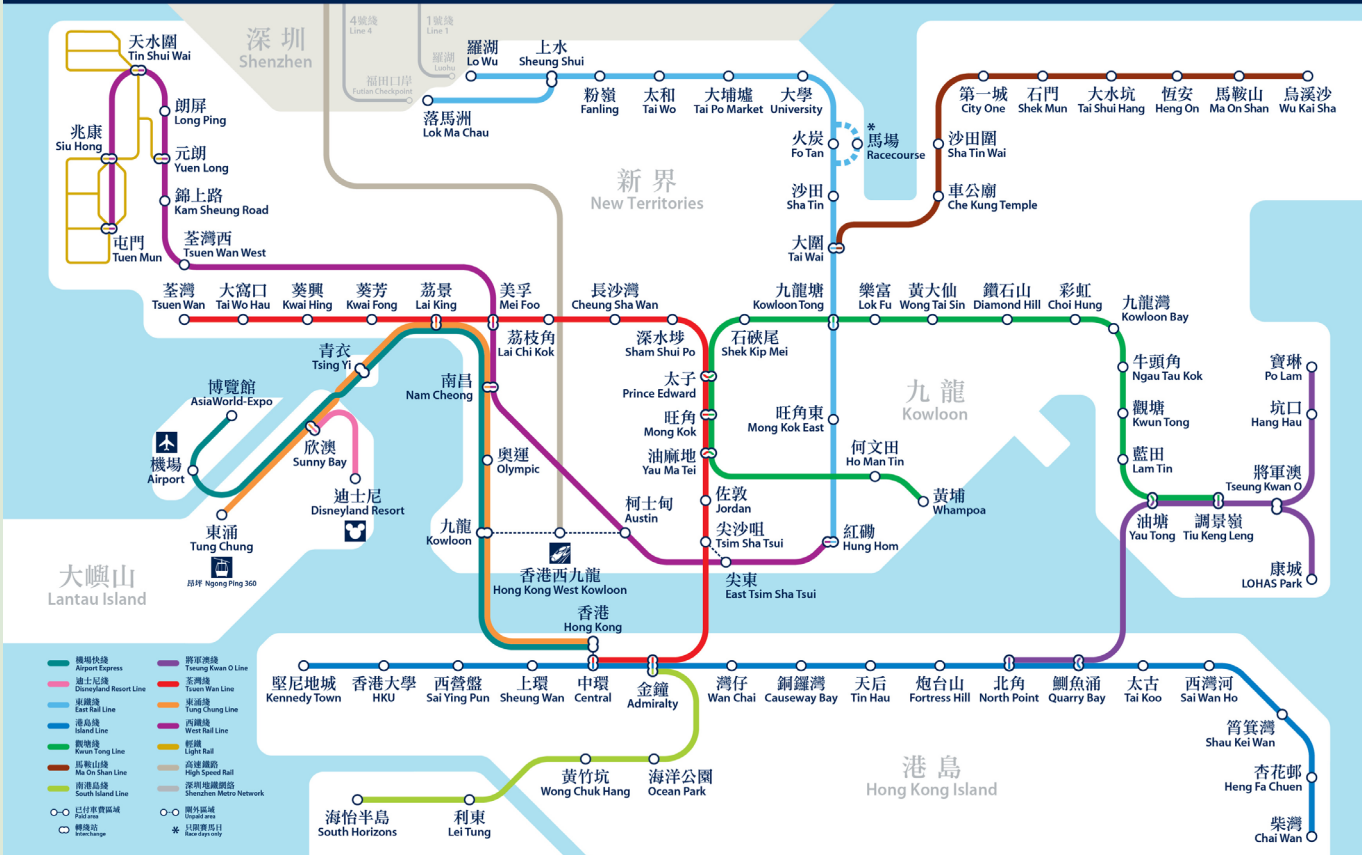 4號綫
Line 4
1號綫
Line 1
深圳
Shenzhen
羅湖
Luohu
福田口岸
Futian Checkpoint
天水圍
Tin Shui Wai
羅湖
Lo Wu
上水
Sheung Shui
落馬洲
Lok Ma Chau
粉嶺
Fanling
太和
Tai Wo
大埔墟
Tai Po Market
大學
University
第一城
City One
石門
Shek Mun
大水坑
Tai Shui Hang
恆安
Heng On
馬鞍山
Ma On Shan
烏溪沙
Wu Kai Sha
朗屏
Long Ping
兆康
Siu Hong
元朗
Yuen Long
錦上路
Kam Sheung Road
屯門
Tuen Mun
荃灣西
Tsuen Wan West
火炭
Fo Tan
*
馬場
Racecourse
沙田圍
Sha Tin Wai
新界
New Territories
沙田
Sha Tin
車公廟
Che Kung Temple
大圍
Tai Wai
荃灣
Tsuen Wan
大窩口
Tai Wo Hau
葵興
Kwai Hing
葵芳
Kwai Fong
荔景
Lai King
美孚
Mei Foo
長沙灣
Cheung Sha Wan
九龍塘
Kowloon Tong
樂富
Lok Fu
黃大仙
Wong Tai Sin
鑽石山
Diamond Hill
彩虹
Choi Hung
九龍灣
Kowloon Bay
荔枝角
Lai Chi Kok
深水埗
Sham Shui Po
石硤尾
Shek Kip Mei
青衣
Tsing Yi
南昌
Nam Cheong
太子
Prince Edward
牛頭角
Ngau Tau Kok
寶琳
Po Lam
博覽館
AsiaWorld-Expo
九龍
Kowloon
旺角
Mong Kok
旺角東
Mong Kok East
觀塘
Kwun Tong
坑口
Hang Hau
機場
Airport
欣澳
Sunny Bay
奧運
Olympic
油麻地
Yau Ma Tei
何文田
Ho Man Tin
藍田
Lam Tin
將軍澳
Tseung Kwan O
迪士尼
Disneyland Resort
東涌
Tung Chung
昂坪 Ngong Ping 360
九龍
Kowloon
柯士甸
Austin
佐敦
Jordan
黃埔
Whampoa
油塘
Yau Tong
調景嶺
Tiu Keng Leng
尖沙咀
Tsim Sha Tsui
紅磡
Hung Hom
香港西九龍
Hong Kong West Kowloon
尖東
East Tsim Sha Tsui
康城
LOHAS Park
大嶼山
Lantau Island
香港
Hong Kong
堅尼地城
Kennedy Town
香港大學
HKU
西營盤
Sai Ying Pun
上環
Sheung Wan
中環
Central
金鐘
Admiralty
灣仔
Wan Chai
銅鑼灣
Causeway Bay
天后
Tin Hau
炮台山
Fortress Hill
北角
North Point
鰂魚涌
Quarry Bay
太古
Tai Koo
西灣河
Sai Wan Ho
筲箕灣
Shau Kei Wan
杏花邨
Heng Fa Chuen
柴灣
Chai Wan
黃竹坑
Wong Chuk Hang
海洋公園
Ocean Park
海怡半島
South Horizons
利東
Lei Tung
港島
Hong Kong Island
機場快綫
Airport Express
迪士尼綫
Disneyland Resort Line
東鐵綫
East Rail Line
港島綫
Island Line
觀塘綫
Kwun Tong Line
馬鞍山綫
Ma On Shan Line
南港島綫
South Island Line
已付車費區域
Paid area
轉綫站
Interchange
將軍澳綫
Tseung Kwan O Line
荃灣綫
Tsuen Wan Line
東涌綫
Tung Chung Line
西鐵綫
West Rail Line
輕鐵
Light Rail
高速鐵路
High Speed Rail
深圳地鐵網路
Shenzhen Metro Network
閘外區域
Unpaid area
* 只限賽馬日
Race days only